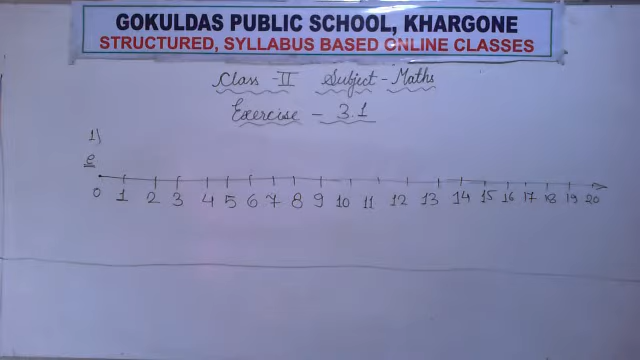 GOKULDAS PUBLIC SCHOOL, KHARGONE
STRUCTURED, SYLLABUS BASED ONLINE CLASSES
Class - II Subject - Maths
Exercise - 3.1
1)
e
0 1 2 3 4 5 6 7 8 9 10 11 12 13 14 15 16 17 18 19 20